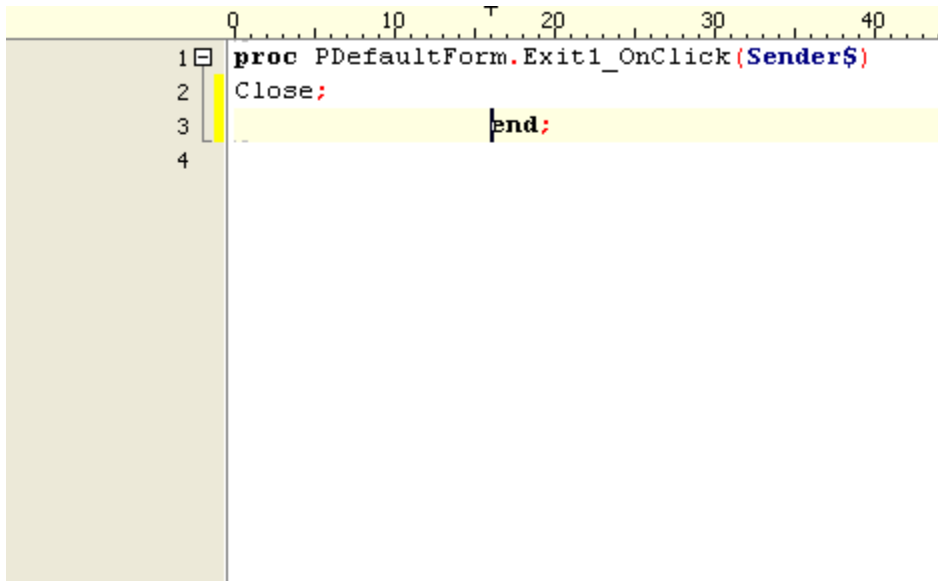 0 10 20 30 40
1 proc PDefaultForm.Exit1_OnClick(Sender$)
2 Close;
3 end;
4